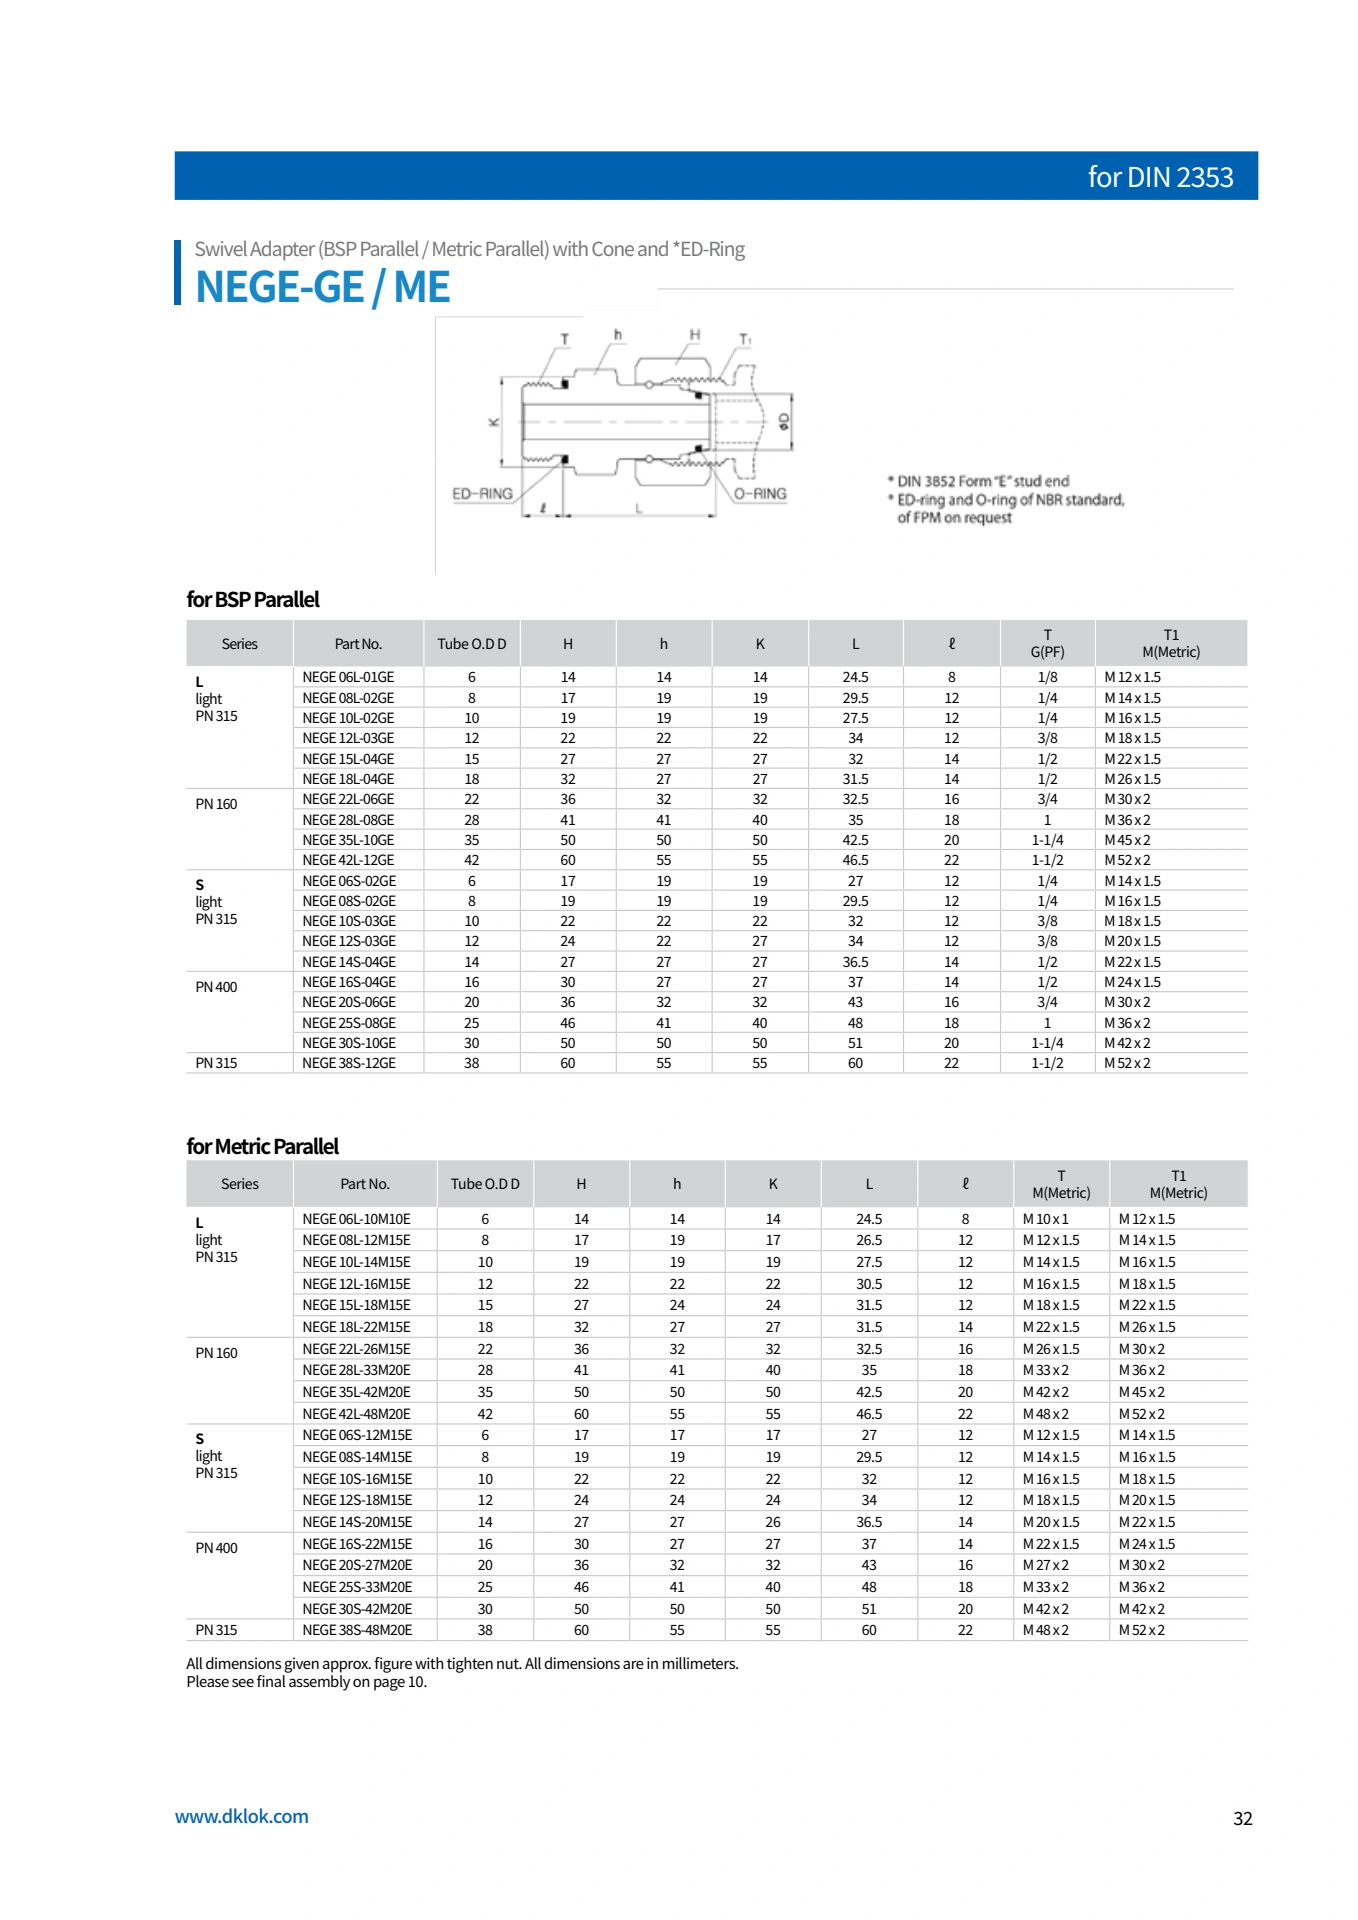 for DIN 2353
Swivel Adapter (BSP Parallel / Metric Parallel) with Cone and *ED-Ring
NEGE-GE / ME
T h H T1
K
øD
ED-RING
O-RING
ℓ L
* DIN 3852 Form "E" stud end
* ED-ring and O-ring of NBR standard,
of FPM on request
for BSP Parallel
Series Part No. Tube O.D D H h K L ℓ T G(PF) T1 M(Metric)
L light PN 315
NEGE 06L-01GE 6 14 14 14 24.5 8 1/8 M 12 x 1.5
NEGE 08L-02GE 8 17 19 19 29.5 12 1/4 M 14 x 1.5
NEGE 10L-02GE 10 19 19 19 27.5 12 1/4 M 16 x 1.5
NEGE 12L-03GE 12 22 22 22 34 12 3/8 M 18 x 1.5
NEGE 15L-04GE 15 27 27 27 32 14 1/2 M 22 x 1.5
NEGE 18L-04GE 18 32 27 27 31.5 14 1/2 M 26 x 1.5
PN 160
NEGE 22L-06GE 22 36 32 32 32.5 16 3/4 M 30 x 2
NEGE 28L-08GE 28 41 41 40 35 18 1 M 36 x 2
NEGE 35L-10GE 35 50 50 50 42.5 20 1-1/4 M 45 x 2
NEGE 42L-12GE 42 60 55 55 46.5 22 1-1/2 M 52 x 2
S light PN 315
NEGE 06S-02GE 6 17 19 19 27 12 1/4 M 14 x 1.5
NEGE 08S-02GE 8 19 19 19 29.5 12 1/4 M 16 x 1.5
NEGE 10S-03GE 10 22 22 22 32 12 3/8 M 18 x 1.5
NEGE 12S-03GE 12 24 22 27 34 12 3/8 M 20 x 1.5
NEGE 14S-04GE 14 27 27 27 36.5 14 1/2 M 22 x 1.5
PN 400
NEGE 16S-04GE 16 30 27 27 37 14 1/2 M 24 x 1.5
NEGE 20S-06GE 20 36 32 32 43 16 3/4 M 30 x 2
NEGE 25S-08GE 25 46 41 40 48 18 1 M 36 x 2
NEGE 30S-10GE 30 50 50 50 51 20 1-1/4 M 42 x 2
PN 315 NEGE 38S-12GE 38 60 55 55 60 22 1-1/2 M 52 x 2
for Metric Parallel
Series Part No. Tube O.D D H h K L ℓ T M(Metric) T1 M(Metric)
L light PN 315
NEGE 06L-10M10E 6 14 14 14 24.5 8 M 10 x 1 M 12 x 1.5
NEGE 08L-12M15E 8 17 19 17 26.5 12 M 12 x 1.5 M 14 x 1.5
NEGE 10L-14M15E 10 19 19 19 27.5 12 M 14 x 1.5 M 16 x 1.5
NEGE 12L-16M15E 12 22 22 22 30.5 12 M 16 x 1.5 M 18 x 1.5
NEGE 15L-18M15E 15 27 24 24 31.5 12 M 18 x 1.5 M 22 x 1.5
NEGE 18L-22M15E 18 32 27 27 31.5 14 M 22 x 1.5 M 26 x 1.5
PN 160
NEGE 22L-26M15E 22 36 32 32 32.5 16 M 26 x 1.5 M 30 x 2
NEGE 28L-33M20E 28 41 41 40 35 18 M 33 x 2 M 36 x 2
NEGE 35L-42M20E 35 50 50 50 42.5 20 M 42 x 2 M 45 x 2
NEGE 42L-48M20E 42 60 55 55 46.5 22 M 48 x 2 M 52 x 2
S light PN 315
NEGE 06S-12M15E 6 17 17 17 27 12 M 12 x 1.5 M 14 x 1.5
NEGE 08S-14M15E 8 19 19 19 29.5 12 M 14 x 1.5 M 16 x 1.5
NEGE 10S-16M15E 10 22 22 22 32 12 M 16 x 1.5 M 18 x 1.5
NEGE 12S-18M15E 12 24 24 24 34 12 M 18 x 1.5 M 20 x 1.5
NEGE 14S-20M15E 14 27 27 26 36.5 14 M 20 x 1.5 M 22 x 1.5
PN 400
NEGE 16S-22M15E 16 30 27 27 37 14 M 22 x 1.5 M 24 x 1.5
NEGE 20S-27M20E 20 36 32 32 43 16 M 27 x 2 M 30 x 2
NEGE 25S-33M20E 25 46 41 40 48 18 M 33 x 2 M 36 x 2
NEGE 30S-42M20E 30 50 50 50 51 20 M 42 x 2 M 42 x 2
PN 315 NEGE 38S-48M20E 38 60 55 55 60 22 M 48 x 2 M 52 x 2
All dimensions given approx. figure with tighten nut. All dimensions are in millimeters.
Please see final assembly on page 10.
www.dklok.com
32